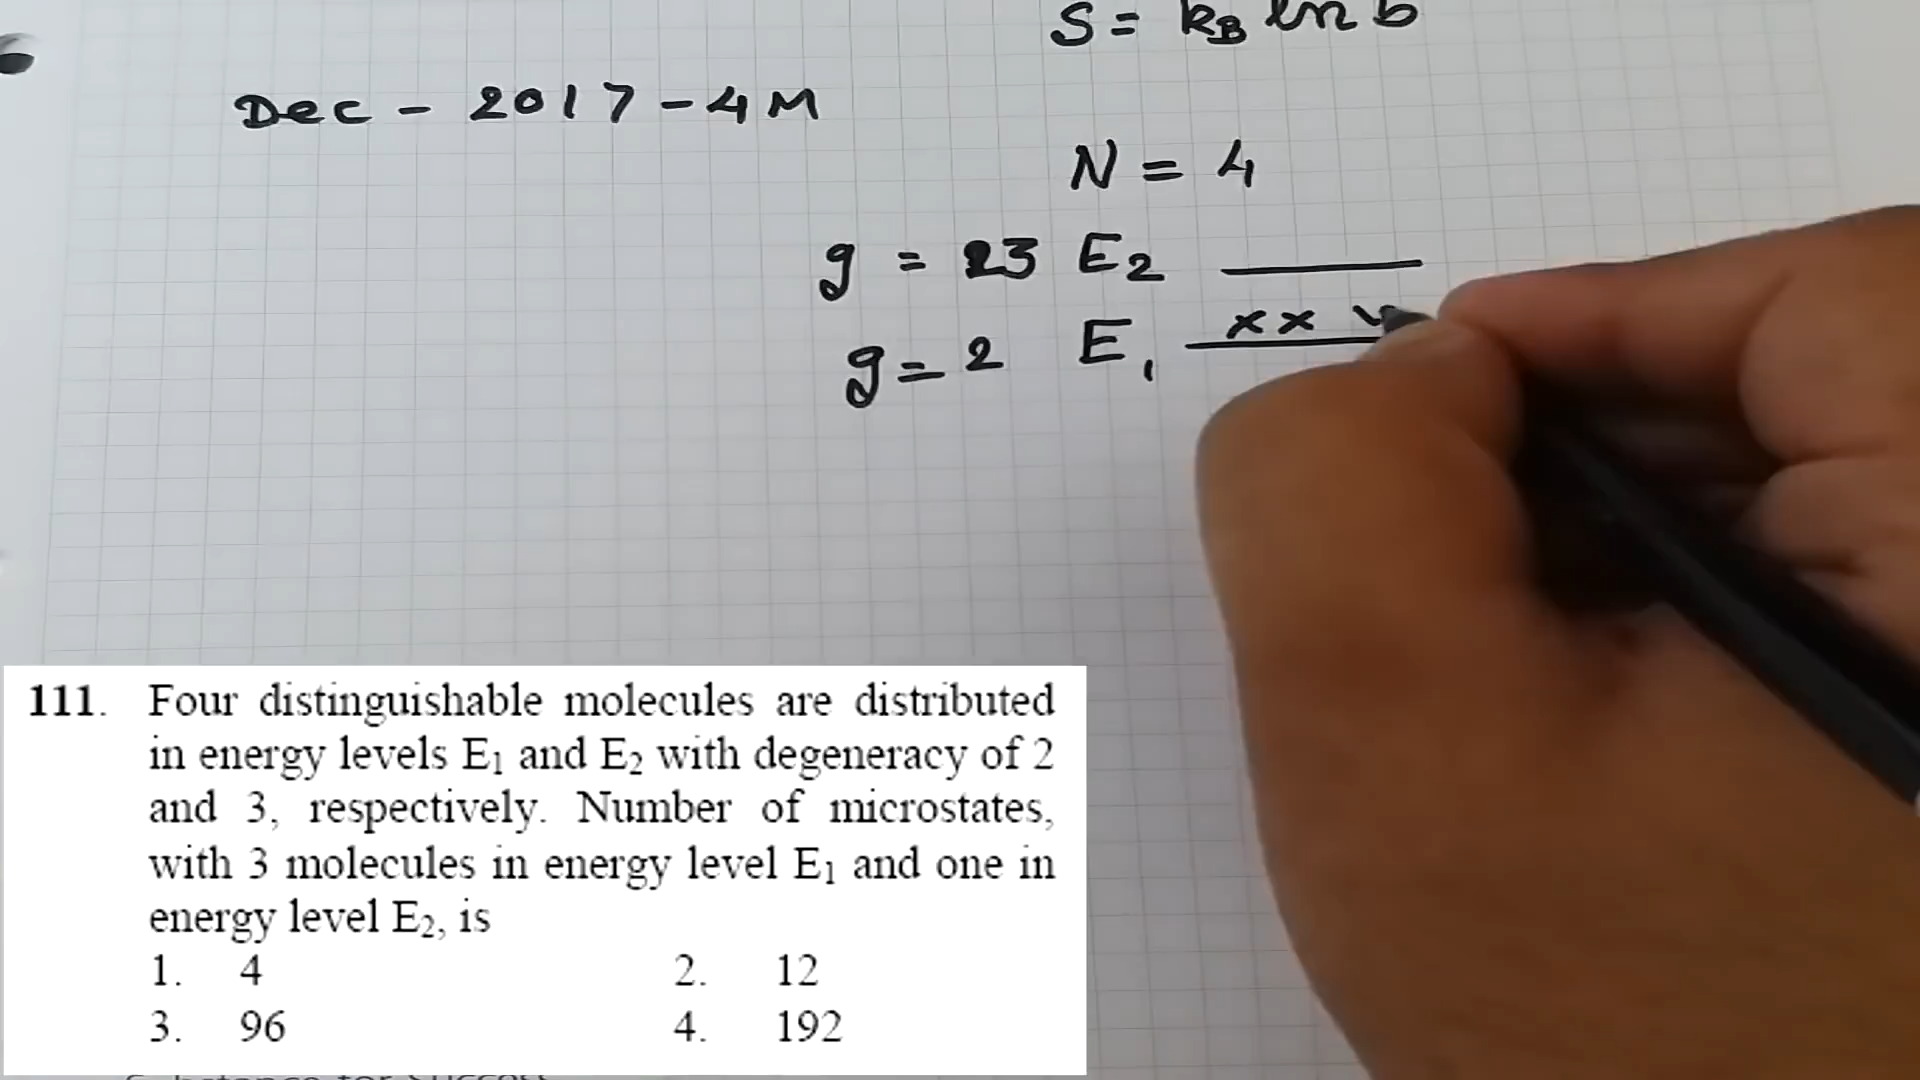 S = kB ln 6
Dec - 2017 - 4M
N = 4
g = 23 E2
xx
g = 2 E1
111. Four distinguishable molecules are distributed
in energy levels E1 and E2 with degeneracy of 2
and 3, respectively. Number of microstates,
with 3 molecules in energy level E1 and one in
energy level E2, is
1. 4 2. 12
3. 96 4. 192